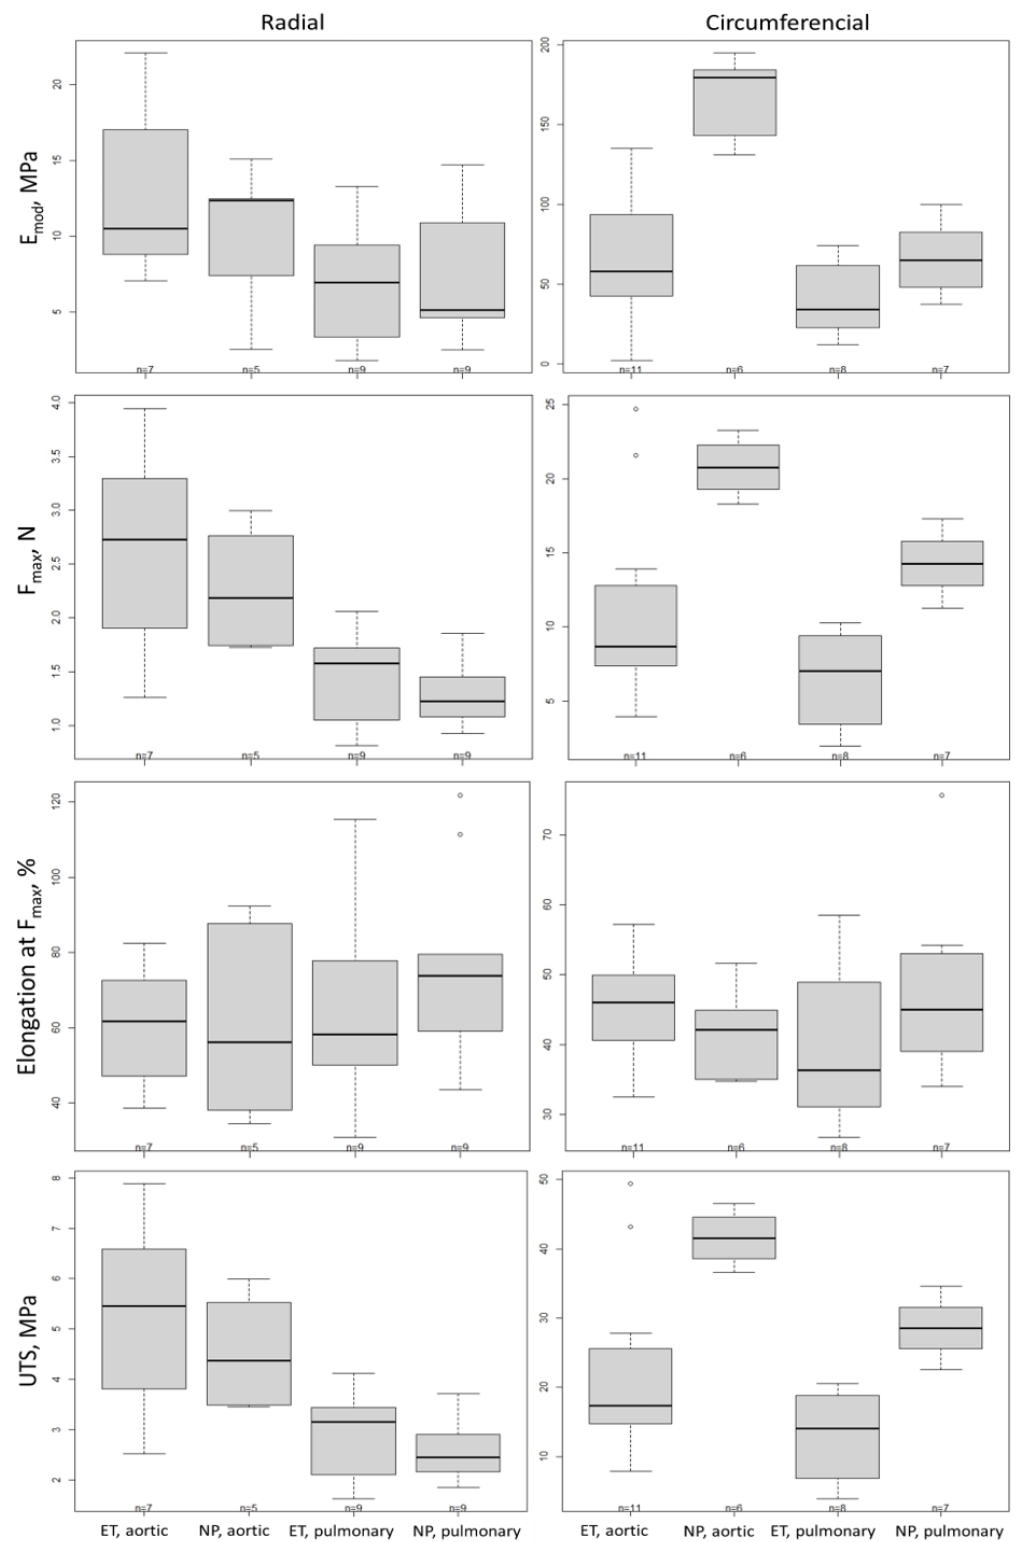 Radial
Circumferencial
E_mod, MPa
20
15
10
5
n=7
n=5
n=9
n=9
200
150
100
50
0
n=11
n=6
n=8
n=7
F_max, N
4.0
3.5
3.0
2.5
2.0
1.5
1.0
n=7
n=5
n=9
n=9
25
20
15
10
5
n=11
n=6
n=8
n=7
Elongation at F_max, %
120
100
80
60
40
n=7
n=5
n=9
n=9
70
60
50
40
30
n=11
n=6
n=8
n=7
UTS, MPa
8
7
6
5
4
3
2
n=7
n=5
n=9
n=9
50
40
30
20
10
n=11
n=6
n=8
n=7
ET, aortic
NP, aortic
ET, pulmonary
NP, pulmonary
ET, aortic
NP, aortic
ET, pulmonary
NP, pulmonary